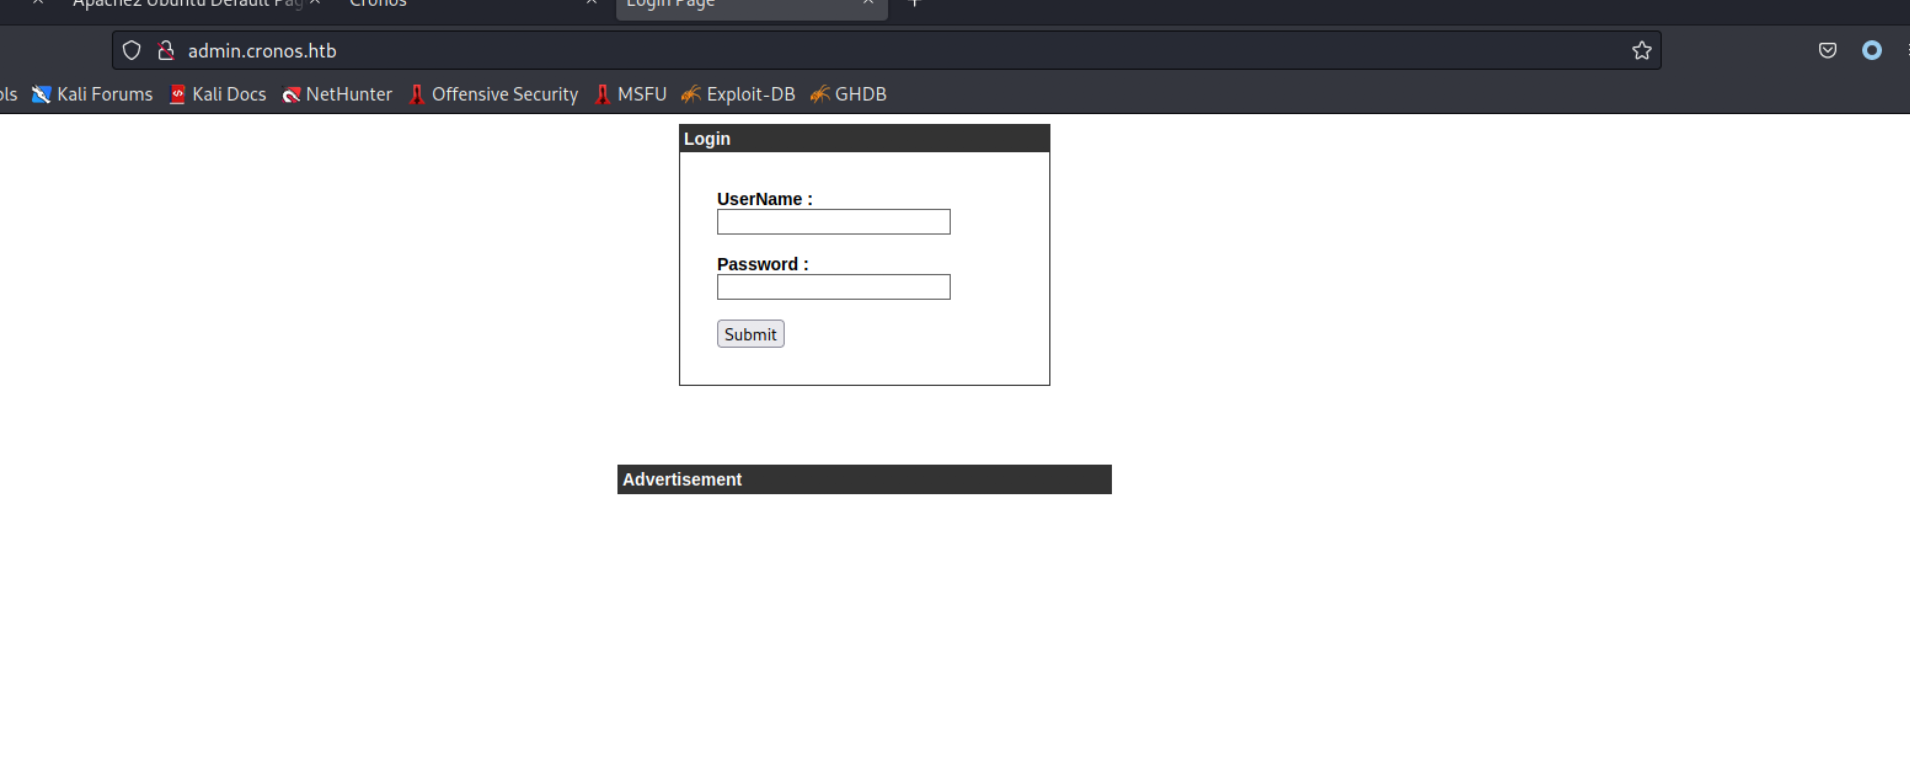 Apache2 Ubuntu Default Pag Cronos Login Page
admin.cronos.htb
ols Kali Forums Kali Docs NetHunter Offensive Security MSFU Exploit-DB GHDB
Login
UserName :
Password :
Submit
Advertisement